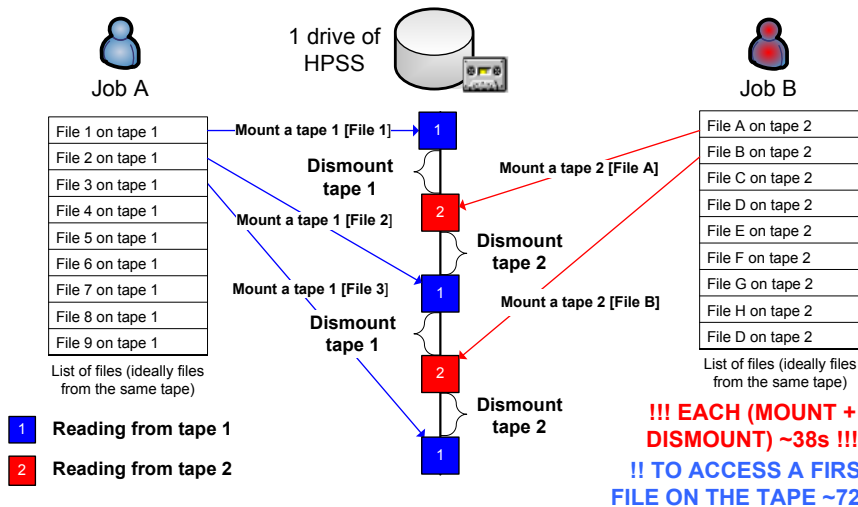 1 drive of
HPSS
Job A
Job B
File 1 on tape 1
File 2 on tape 1
File 3 on tape 1
File 4 on tape 1
File 5 on tape 1
File 6 on tape 1
File 7 on tape 1
File 8 on tape 1
File 9 on tape 1
List of files (ideally files
from the same tape)
Mount a tape 1 [File 1]
1
Dismount
tape 1
Mount a tape 2 [File A]
2
Mount a tape 1 [File 2]
Dismount
tape 2
Mount a tape 1 [File 3]
1
Mount a tape 2 [File B]
Dismount
tape 1
2
Dismount
tape 2
1
File A on tape 2
File B on tape 2
File C on tape 2
File D on tape 2
File E on tape 2
File F on tape 2
File G on tape 2
File H on tape 2
File D on tape 2
List of files (ideally files
from the same tape)
1 Reading from tape 1
2 Reading from tape 2
!!! EACH (MOUNT +
DISMOUNT) ~38s !!!
!! TO ACCESS A FIRS
FILE ON THE TAPE ~72